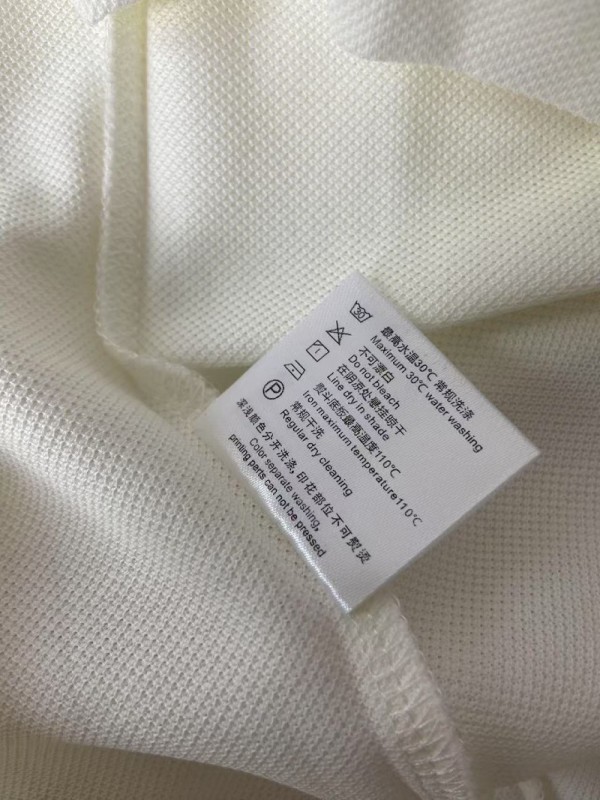 30
最高水温30℃ 常规洗涤
Maximum 30℃ water washing
不可漂白
Do not bleach
在阴凉处悬挂晾干
Line dry in shade
熨斗底板最高温度110℃
Iron maximum temperature110℃
P
常规干洗
Regular dry cleaning
深浅颜色分开洗涤, 印花部位不可熨烫
Color separate washing,
printing parts can not be pressed